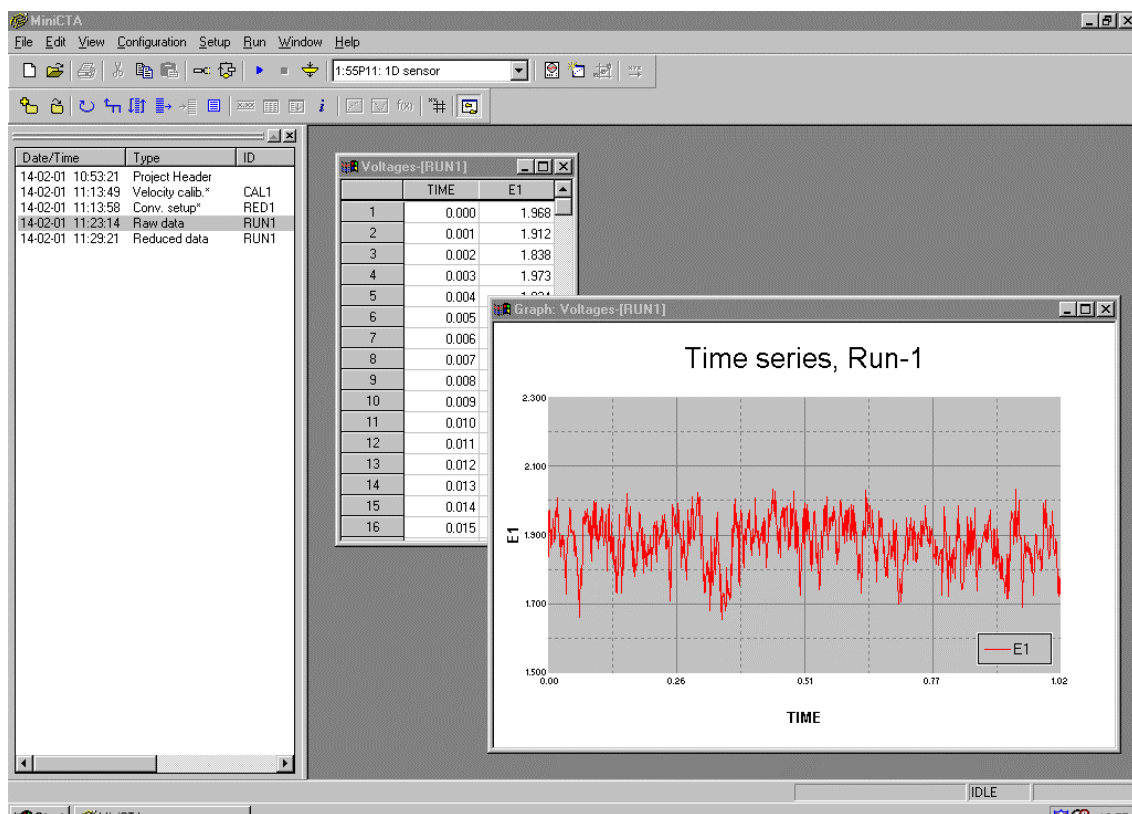 MiniCTA
File Edit View Configuration Setup Run Window Help
1:55P11: 1D sensor
Date/Time Type ID
14-02-01 10:53:21 Project Header
14-02-01 11:13:49 Velocity calib.* CAL1
14-02-01 11:13:58 Conv. setup* RED1
14-02-01 11:23:14 Raw data RUN1
14-02-01 11:29:21 Reduced data RUN1
Voltages-[RUN1]
TIME E1
1 0.000 1.968
2 0.001 1.912
3 0.002 1.838
4 0.003 1.973
5 0.004
6 0.005
7 0.006
8 0.007
9 0.008
10 0.009
11 0.010
12 0.011
13 0.012
14 0.013
15 0.014
16 0.015
Graph: Voltages-[RUN1]
Time series, Run-1
2.300
2.100
1.900
1.700
1.500
E1
0.00 0.26 0.51 0.77 1.02
TIME
E1
IDLE